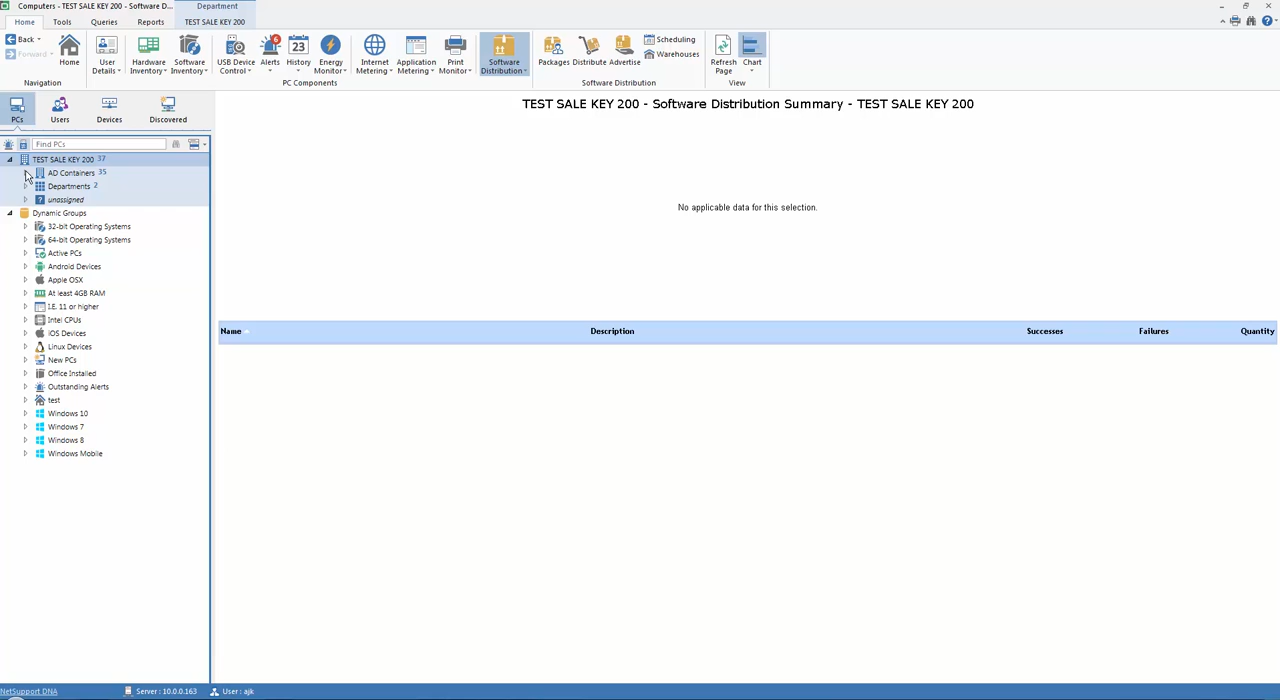 Computers - TEST SALE KEY 200 - Software D...
Department
Home Tools Queries Reports TEST SALE KEY 200
Back
Forward
Home
User Details
Hardware Inventory
Software Inventory
USB Device Control
6
Alerts
23
History
Energy Monitor
Internet Metering
Application Metering
Print Monitor
Software Distribution
Packages
Distribute
Advertise
Scheduling
Warehouses
Refresh Page
Chart
Navigation
PC Components
Software Distribution
View
PCs Users Devices Discovered
Find PCs
TEST SALE KEY 200 37
AD Containers 35
Departments 2
unassigned
Dynamic Groups
32-bit Operating Systems
64-bit Operating Systems
Active PCs
Android Devices
Apple OSX
At least 4GB RAM
I.E. 11 or higher
Intel CPUs
iOS Devices
Linux Devices
New PCs
Office Installed
Outstanding Alerts
test
Windows 10
Windows 7
Windows 8
Windows Mobile
TEST SALE KEY 200 - Software Distribution Summary - TEST SALE KEY 200
No applicable data for this selection.
Name Description Successes Failures Quantity
NetSupport DNA
Server : 10.0.0.163
User : ajk